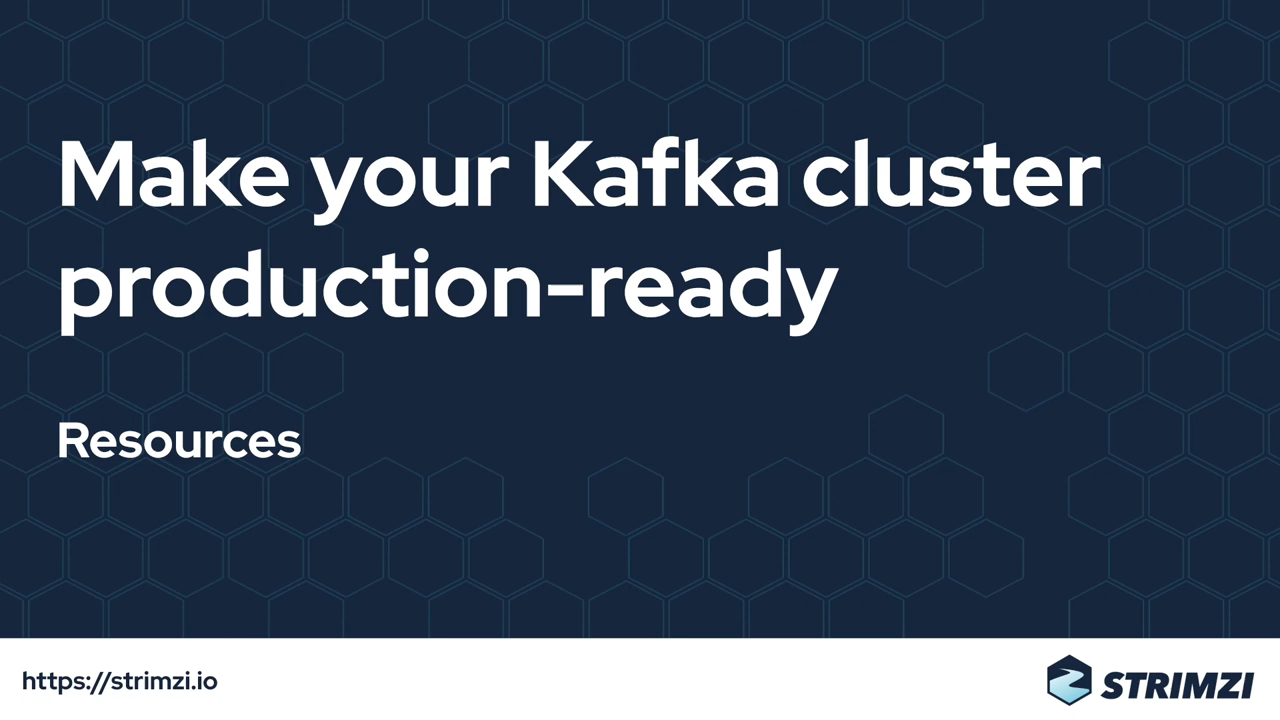 Make your Kafka cluster
production-ready
Resources
https://strimzi.io
STRIMZI